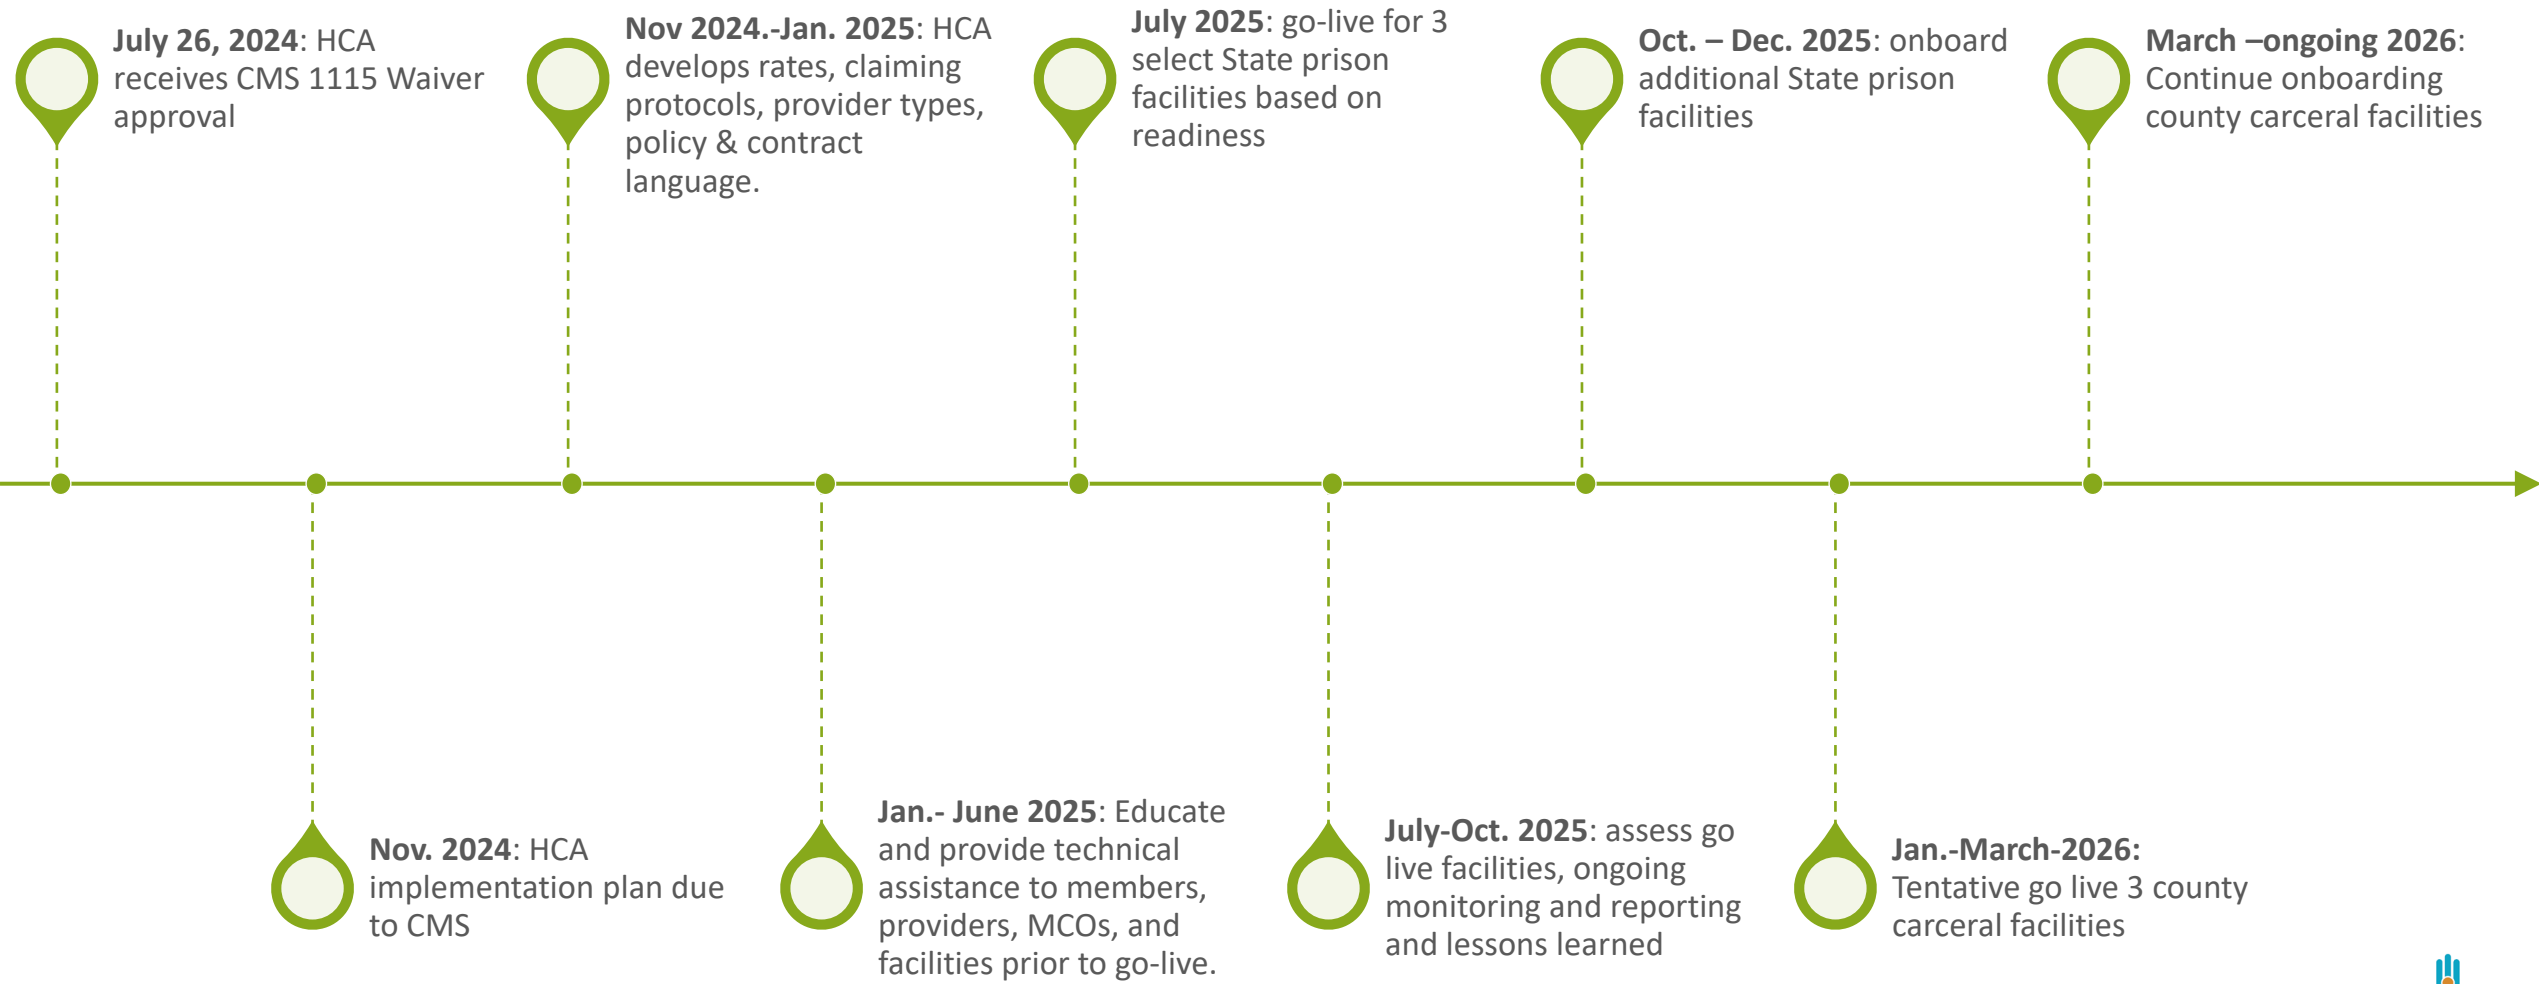 July 26, 2024: HCA
receives CMS 1115 Waiver
approval
Nov. 2024: HCA
implementation plan due
to CMS
Nov 2024.-Jan. 2025: HCA
develops rates, claiming
protocols, provider types,
policy & contract
language.
Jan.- June 2025: Educate
and provide technical
assistance to members,
providers, MCOs, and
facilities prior to go-live.
July 2025: go-live for 3
select State prison
facilities based on
readiness
July-Oct. 2025: assess go
live facilities, ongoing
monitoring and reporting
and lessons learned
Oct. – Dec. 2025: onboard
additional State prison
facilities
Jan.-March-2026:
Tentative go live 3 county
carceral facilities
March –ongoing 2026:
Continue onboarding
county carceral facilities